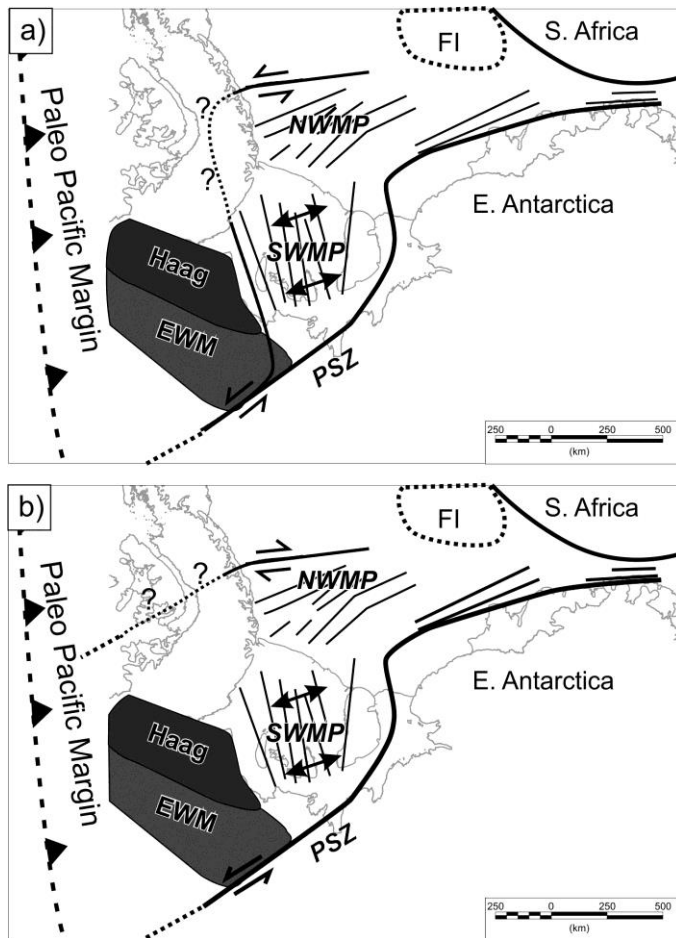 a)
FI
S. Africa
Paleo Pacific Margin
?
NWMP
?
E. Antarctica
SWMP
Haag
EWM
PSZ
250 0 250 500
(km)
b)
FI
S. Africa
?
NWMP
?
Paleo Pacific Margin
E. Antarctica
SWMP
Haag
EWM
PSZ
250 0 250 500
(km)